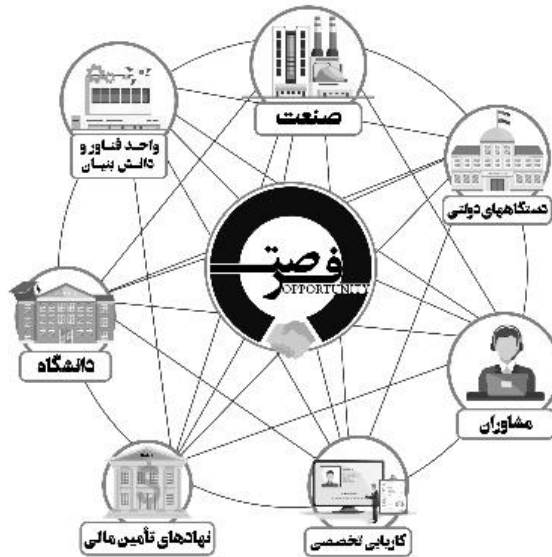 صنعت
واحد فناور و
دانش بنیان
دستگاههای دولتی
فرصت
OPPORTUNITY
دانشگاه
مشاوران
نهادهای تأمین مالی
کاریابی تخصصی